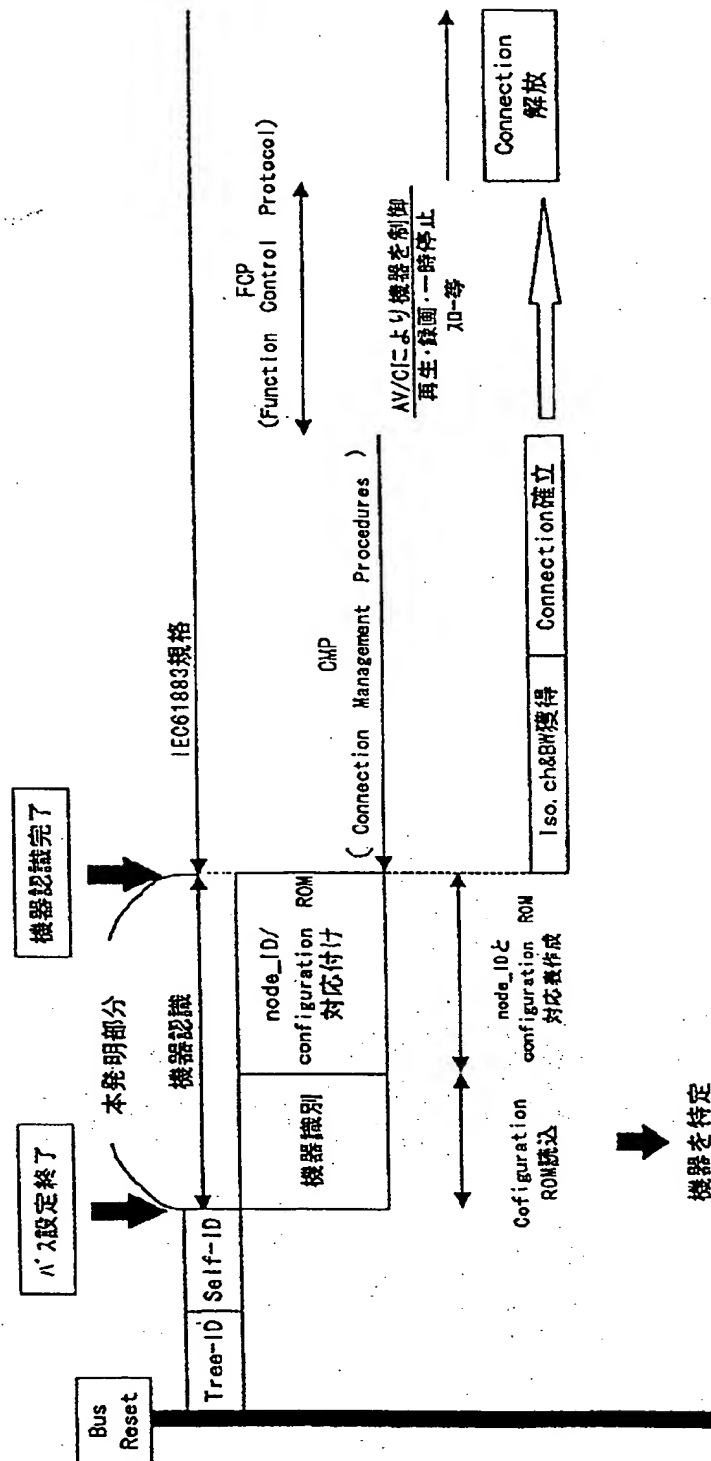 Bus
Reset
バス設定終了
機器認識完了
本発明部分
Tree-ID
Self-ID
機器認識
IEC61883規格
機器識別
node_ID/
configuration ROM
対応付け
CMP
( Connection Management Procedures )
FCP
(Function Control Protocol)
AV/Cにより機器を制御
再生・録画・一時停止
スロー等
Cofiguration
ROM読込
node_IDと
configuration ROM
対応表作成
Iso. ch&BW獲得
Connection確立
Connection
解放
機器を特定